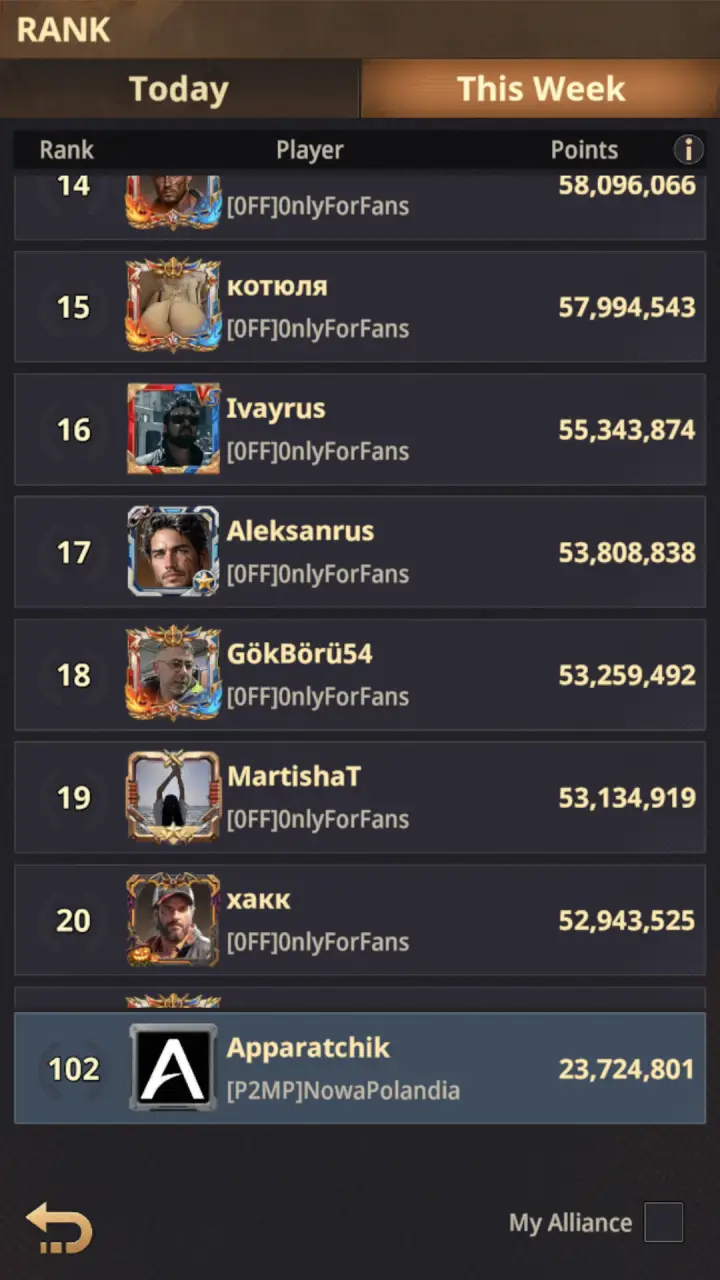 RANK
Today
This Week
Rank
Player
Points
14
[0FF]0nlyForFans
58,096,066
15
котюля
[0FF]0nlyForFans
57,994,543
16
Ivayrus
[0FF]0nlyForFans
55,343,874
17
Aleksanrus
[0FF]0nlyForFans
53,808,838
18
GökBörü54
[0FF]0nlyForFans
53,259,492
19
MartishaT
[0FF]0nlyForFans
53,134,919
20
хакк
[0FF]0nlyForFans
52,943,525
102
Apparatchik
[P2MP]NowaPolandia
23,724,801
My Alliance